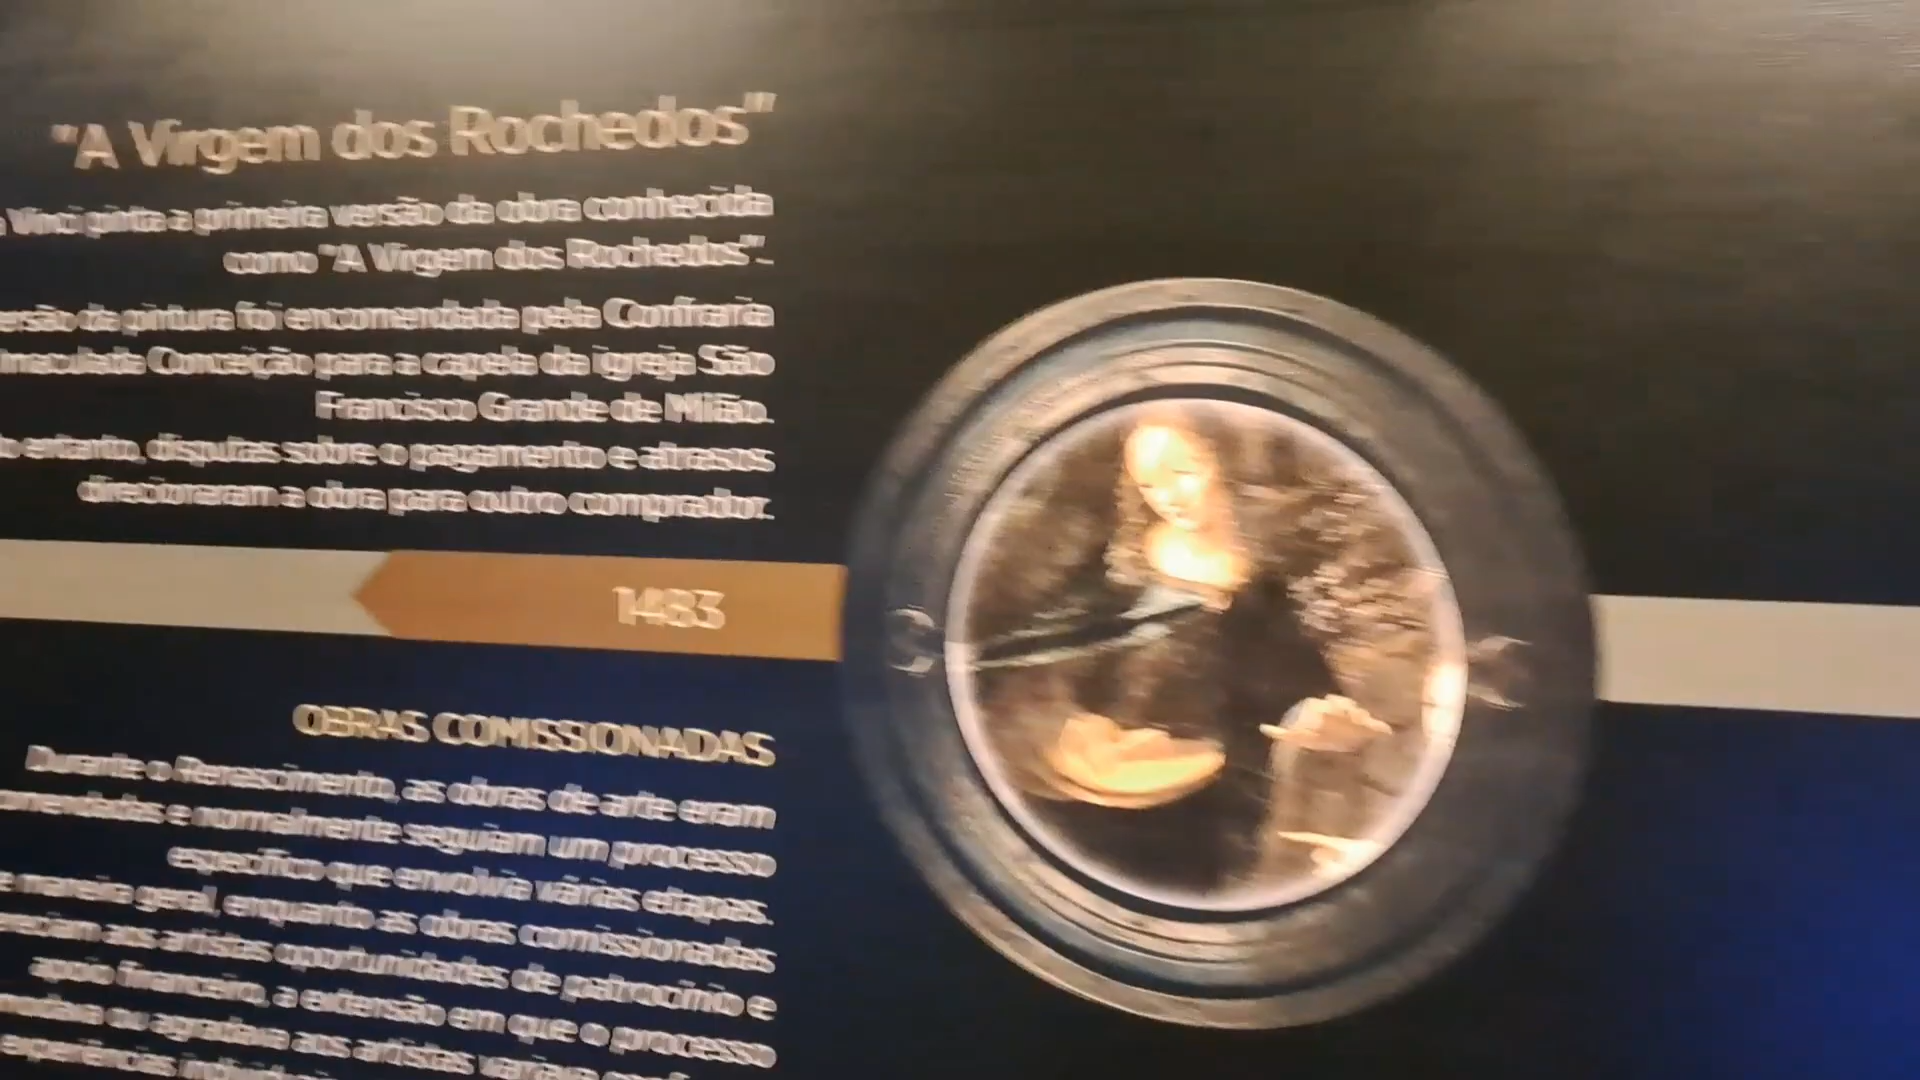 "A Virgem dos Rochedos"
Vinci pinta a primeira versão da obra conhecida
como "A Virgem dos Rochedos".
versão da pintura foi encomendada pela Confraria
Imaculada Conceição para a capela da igreja São
Francisco Grande de Milão.
entanto, disputas sobre o pagamento e atrasos
direcionaram a obra para outro comprador.
1483
OBRAS COMISSIONADAS
Durante o Renascimento, as obras de arte eram
e normalmente seguiam um processo
específico que envolvia várias etapas.
maneira geral, enquanto as obras comissionadas
aos artistas oportunidades de patrocínio e
apoio financeiro, a extensão em que o processo
ou agradava aos artistas variava
experiências